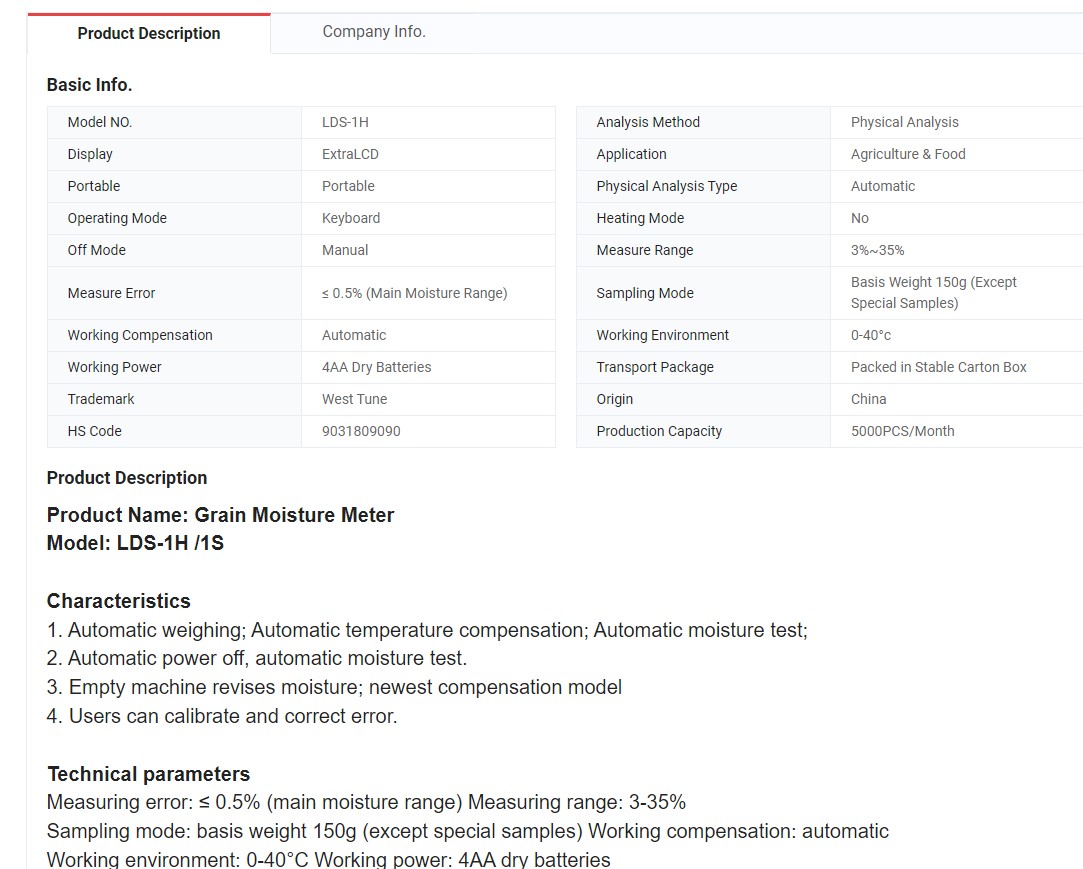 Product Description
Company Info.
Basic Info.
Model NO. LDS-1H Analysis Method Physical Analysis
Display ExtraLCD Application Agriculture & Food
Portable Portable Physical Analysis Type Automatic
Operating Mode Keyboard Heating Mode No
Off Mode Manual Measure Range 3%~35%
Measure Error ≤ 0.5% (Main Moisture Range) Sampling Mode Basis Weight 150g (Except
Special Samples)
Working Compensation Automatic Working Environment 0-40°c
Working Power 4AA Dry Batteries Transport Package Packed in Stable Carton Box
Trademark West Tune Origin China
HS Code 9031809090 Production Capacity 5000PCS/Month
Product Description
Product Name: Grain Moisture Meter
Model: LDS-1H /1S
Characteristics
1. Automatic weighing; Automatic temperature compensation; Automatic moisture test;
2. Automatic power off, automatic moisture test.
3. Empty machine revises moisture; newest compensation model
4. Users can calibrate and correct error.
Technical parameters
Measuring error: ≤ 0.5% (main moisture range) Measuring range: 3-35%
Sampling mode: basis weight 150g (except special samples) Working compensation: automatic
Working environment: 0-40°C Working power: 4AA dry batteries